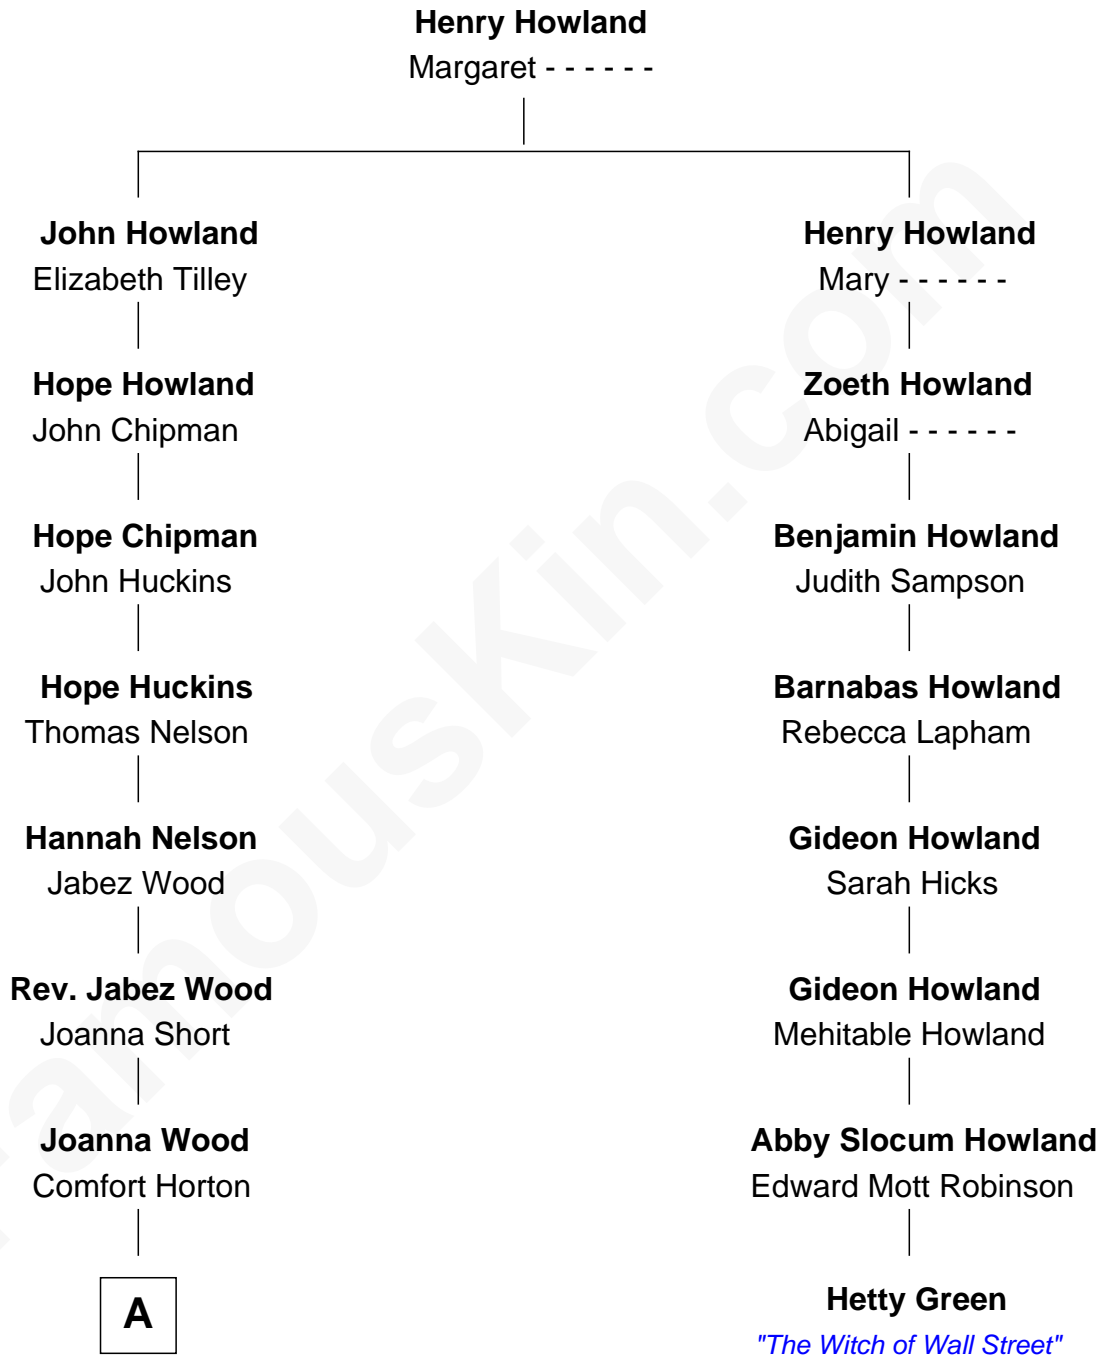 Henry Howland
Margaret - - - - - -
John Howland
Elizabeth Tilley
Hope Howland
John Chipman
Hope Chipman
John Huckins
Hope Huckins
Thomas Nelson
Hannah Nelson
Jabez Wood
Rev. Jabez Wood
Joanna Short
Joanna Wood
Comfort Horton
A
Henry Howland
Mary - - - - - -
Zoeth Howland
Abigail - - - - - -
Benjamin Howland
Judith Sampson
Barnabas Howland
Rebecca Lapham
Gideon Howland
Sarah Hicks
Gideon Howland
Mehitable Howland
Abby Slocum Howland
Edward Mott Robinson
Hetty Green
"The Witch of Wall Street"
FamousKin.com